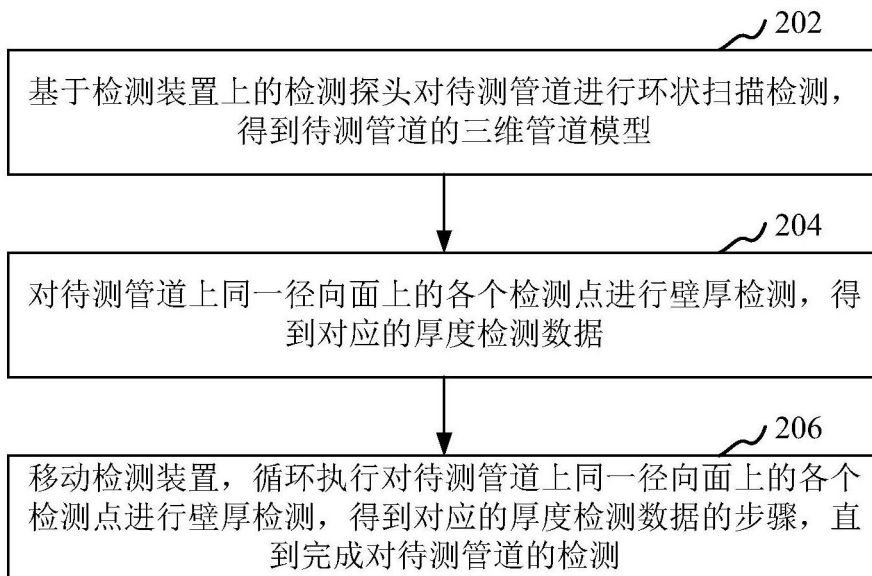 202
基于检测装置上的检测探头对待测管道进行环状扫描检测，
得到待测管道的三维管道模型
204
对待测管道上同一径向面上的各个检测点进行壁厚检测，得
到对应的厚度检测数据
206
移动检测装置，循环执行对待测管道上同一径向面上的各个
检测点进行壁厚检测，得到对应的厚度检测数据的步骤，直
到完成对待测管道的检测